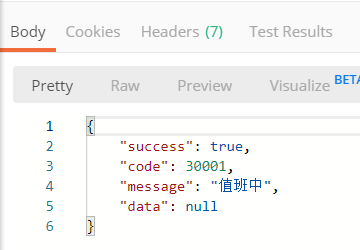 Body Cookies Headers (7) Test Results
Pretty Raw Preview Visualize BETA
1 {
2 "success": true,
3 "code": 30001,
4 "message": "值班中",
5 "data": null
6 }